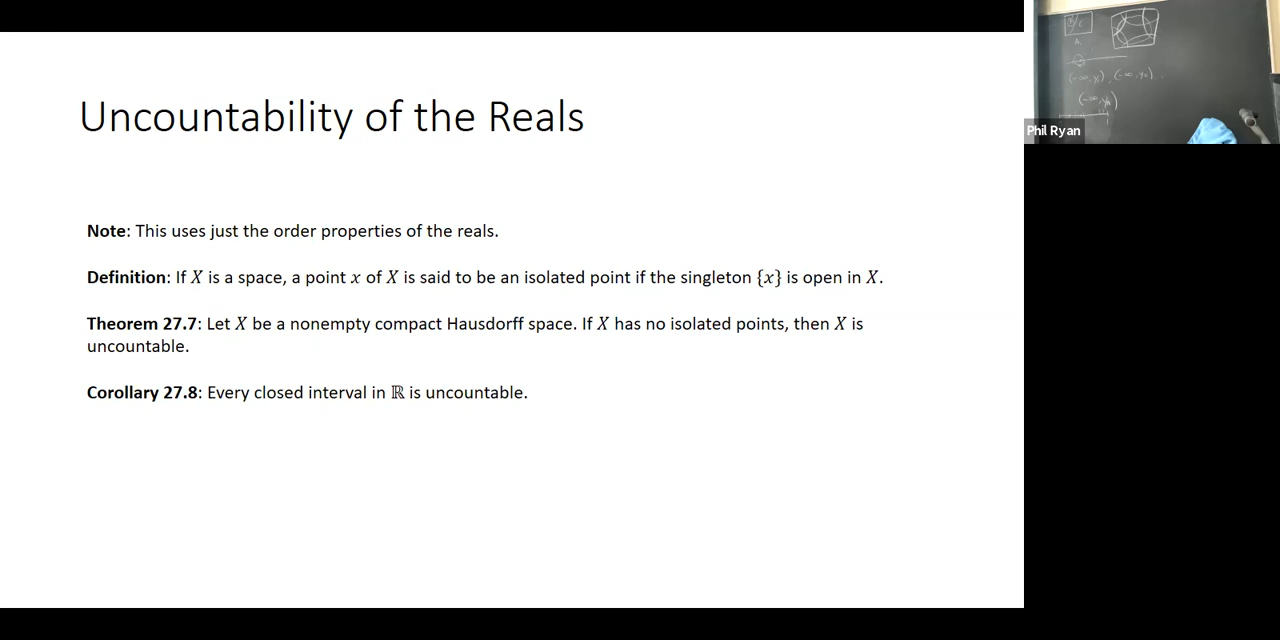 Uncountability of the Reals
Note: This uses just the order properties of the reals.
Definition: If X is a space, a point x of X is said to be an isolated point if the singleton {x} is open in X.
Theorem 27.7: Let X be a nonempty compact Hausdorff space. If X has no isolated points, then X is
uncountable.
Corollary 27.8: Every closed interval in ℝ is uncountable.
Phil Ryan